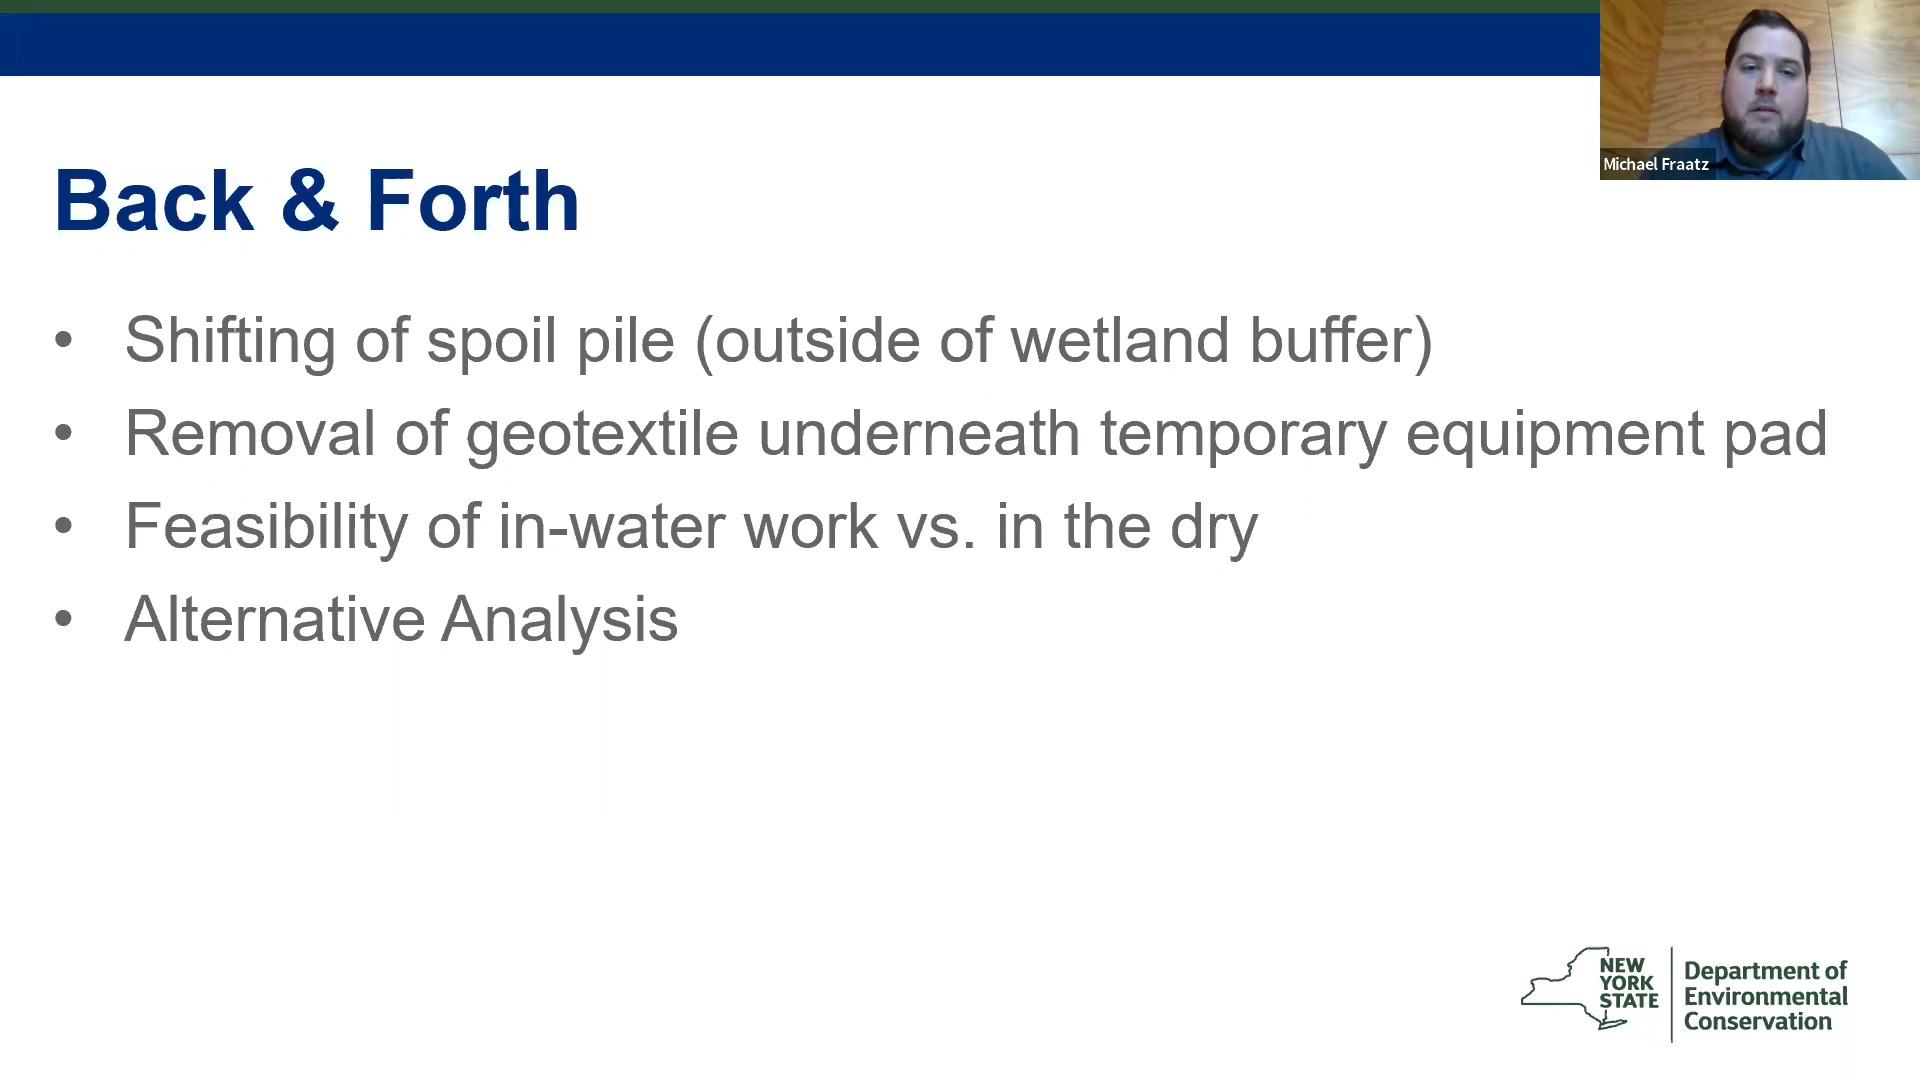 Michael Fraatz
Back & Forth
• Shifting of spoil pile (outside of wetland buffer)
• Removal of geotextile underneath temporary equipment pad
• Feasibility of in-water work vs. in the dry
• Alternative Analysis
NEW
YORK
STATE
Department of
Environmental
Conservation